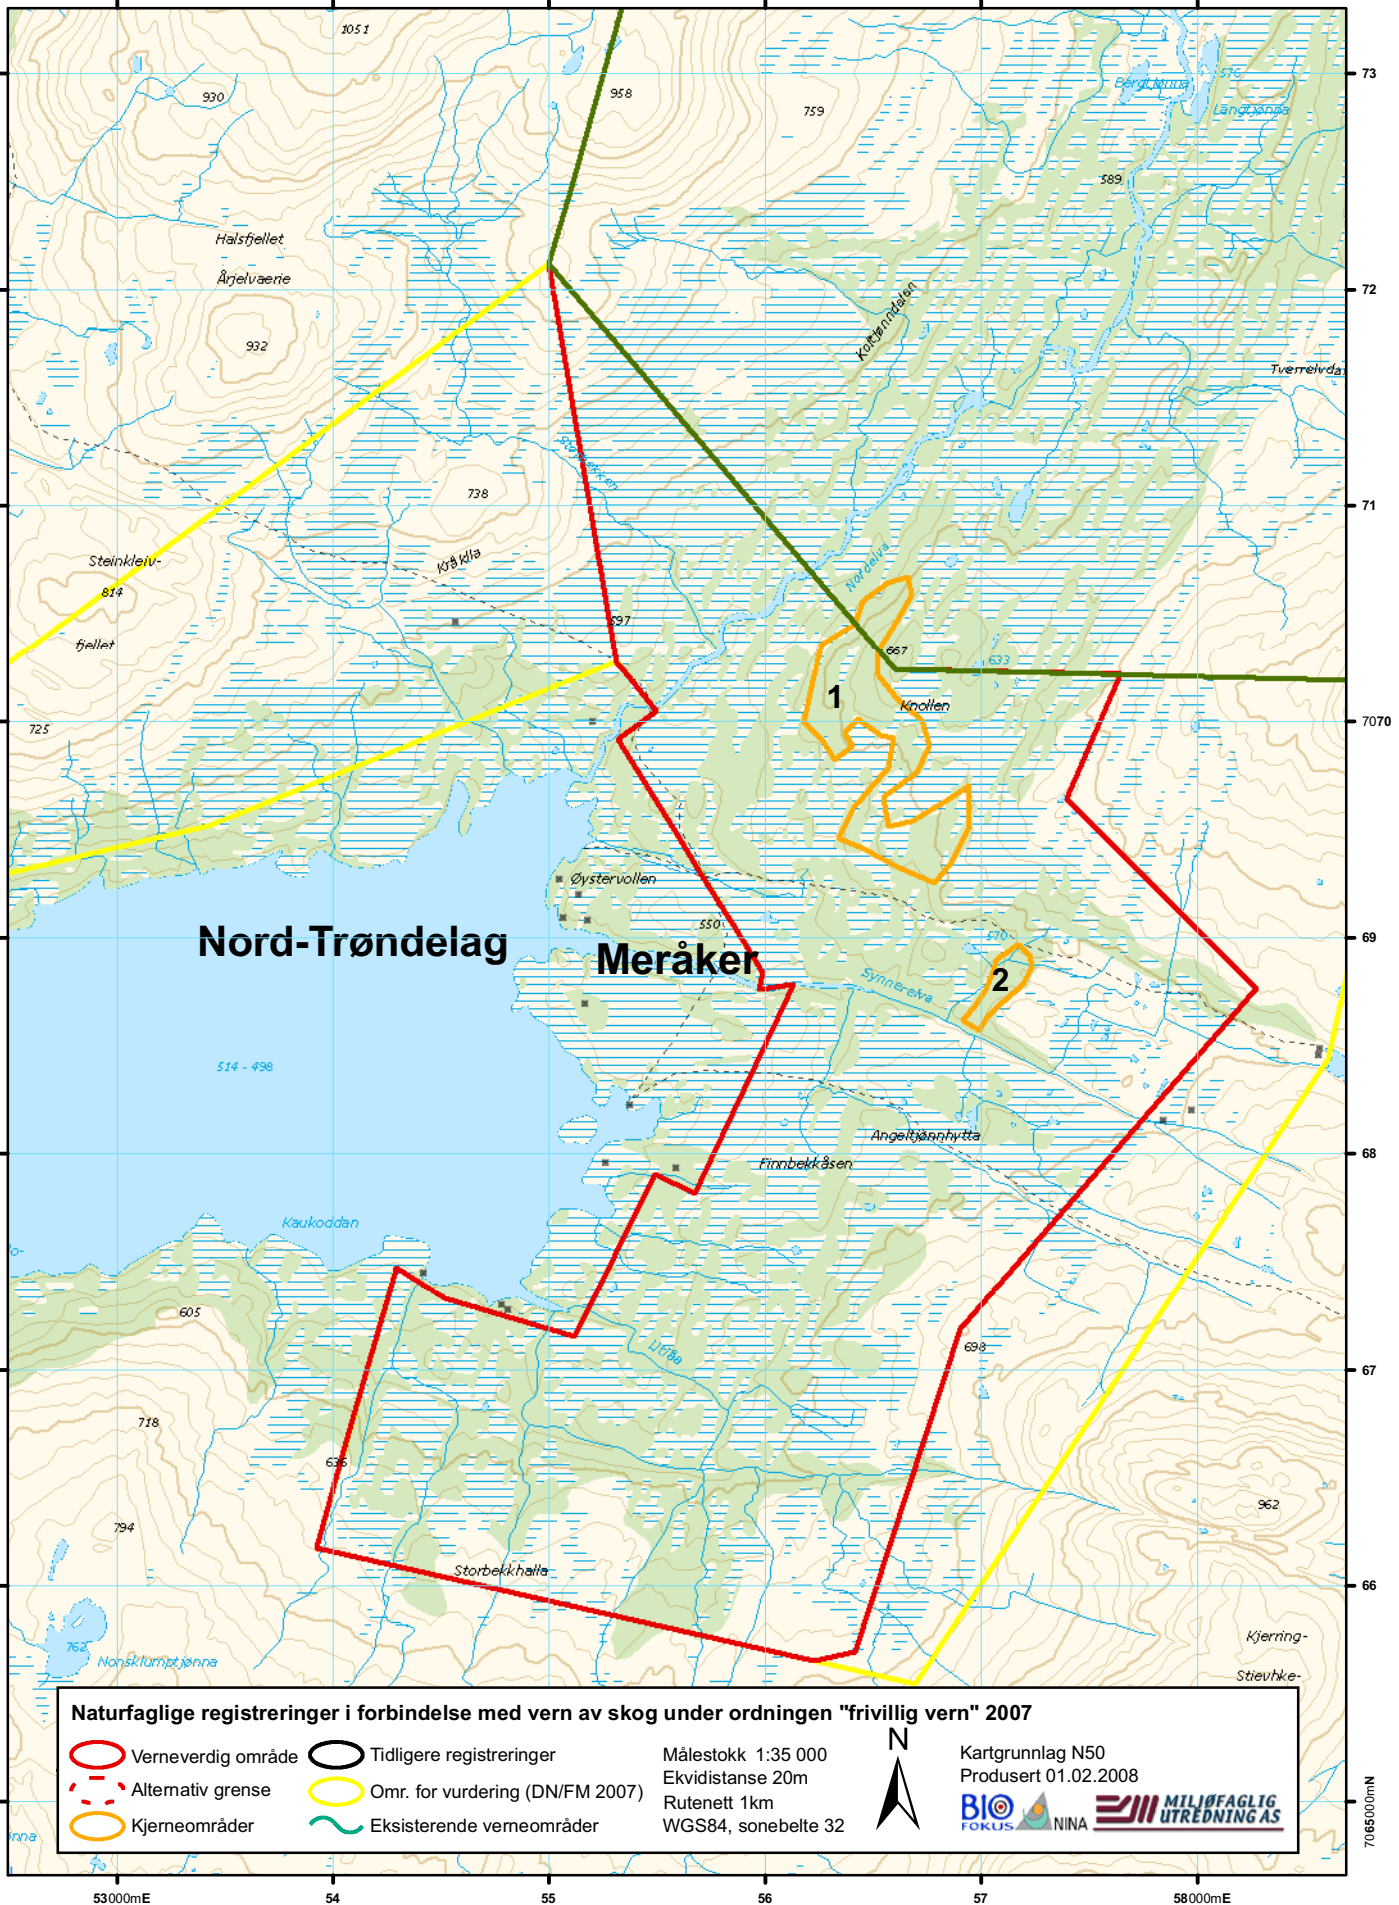 1051
73
930
958
759
576
Bergtjønna
Langtjønna
589
Halsfjellet
Årjelvaerie
72
Koltjønndalen
932
Tverrelvda
Storbekken
738
71
Kråklia
Steinkleiv-
814
Nordelva
597
fjellet
667
633
1
Knollen
725
7070
Øystervollen
550
Nord-Trøndelag
Meråker
69
570
2
Synnerelva
514 - 498
Angeltjønnhytta
68
Finnbekkåsen
Kaukoddan
605
698
67
718
636
962
794
Storbekkhalla
66
762
Nonsklumptjønna
Kjerring-
Stievhke-
Naturfaglige registreringer i forbindelse med vern av skog under ordningen "frivillig vern" 2007
Verneverdig område
Tidligere registreringer
Målestokk 1:35 000
N
Kartgrunnlag N50
Alternativ grense
Omr. for vurdering (DN/FM 2007)
Ekvidistanse 20m
Produsert 01.02.2008
Kjerneområder
Eksisterende verneområder
Rutenett 1km
WGS84, sonebelte 32
BIO
FOKUS
NINA
MILJØFAGLIG
UTREDNING AS
inna
7065000mN
53000mE
54
55
56
57
58000mE